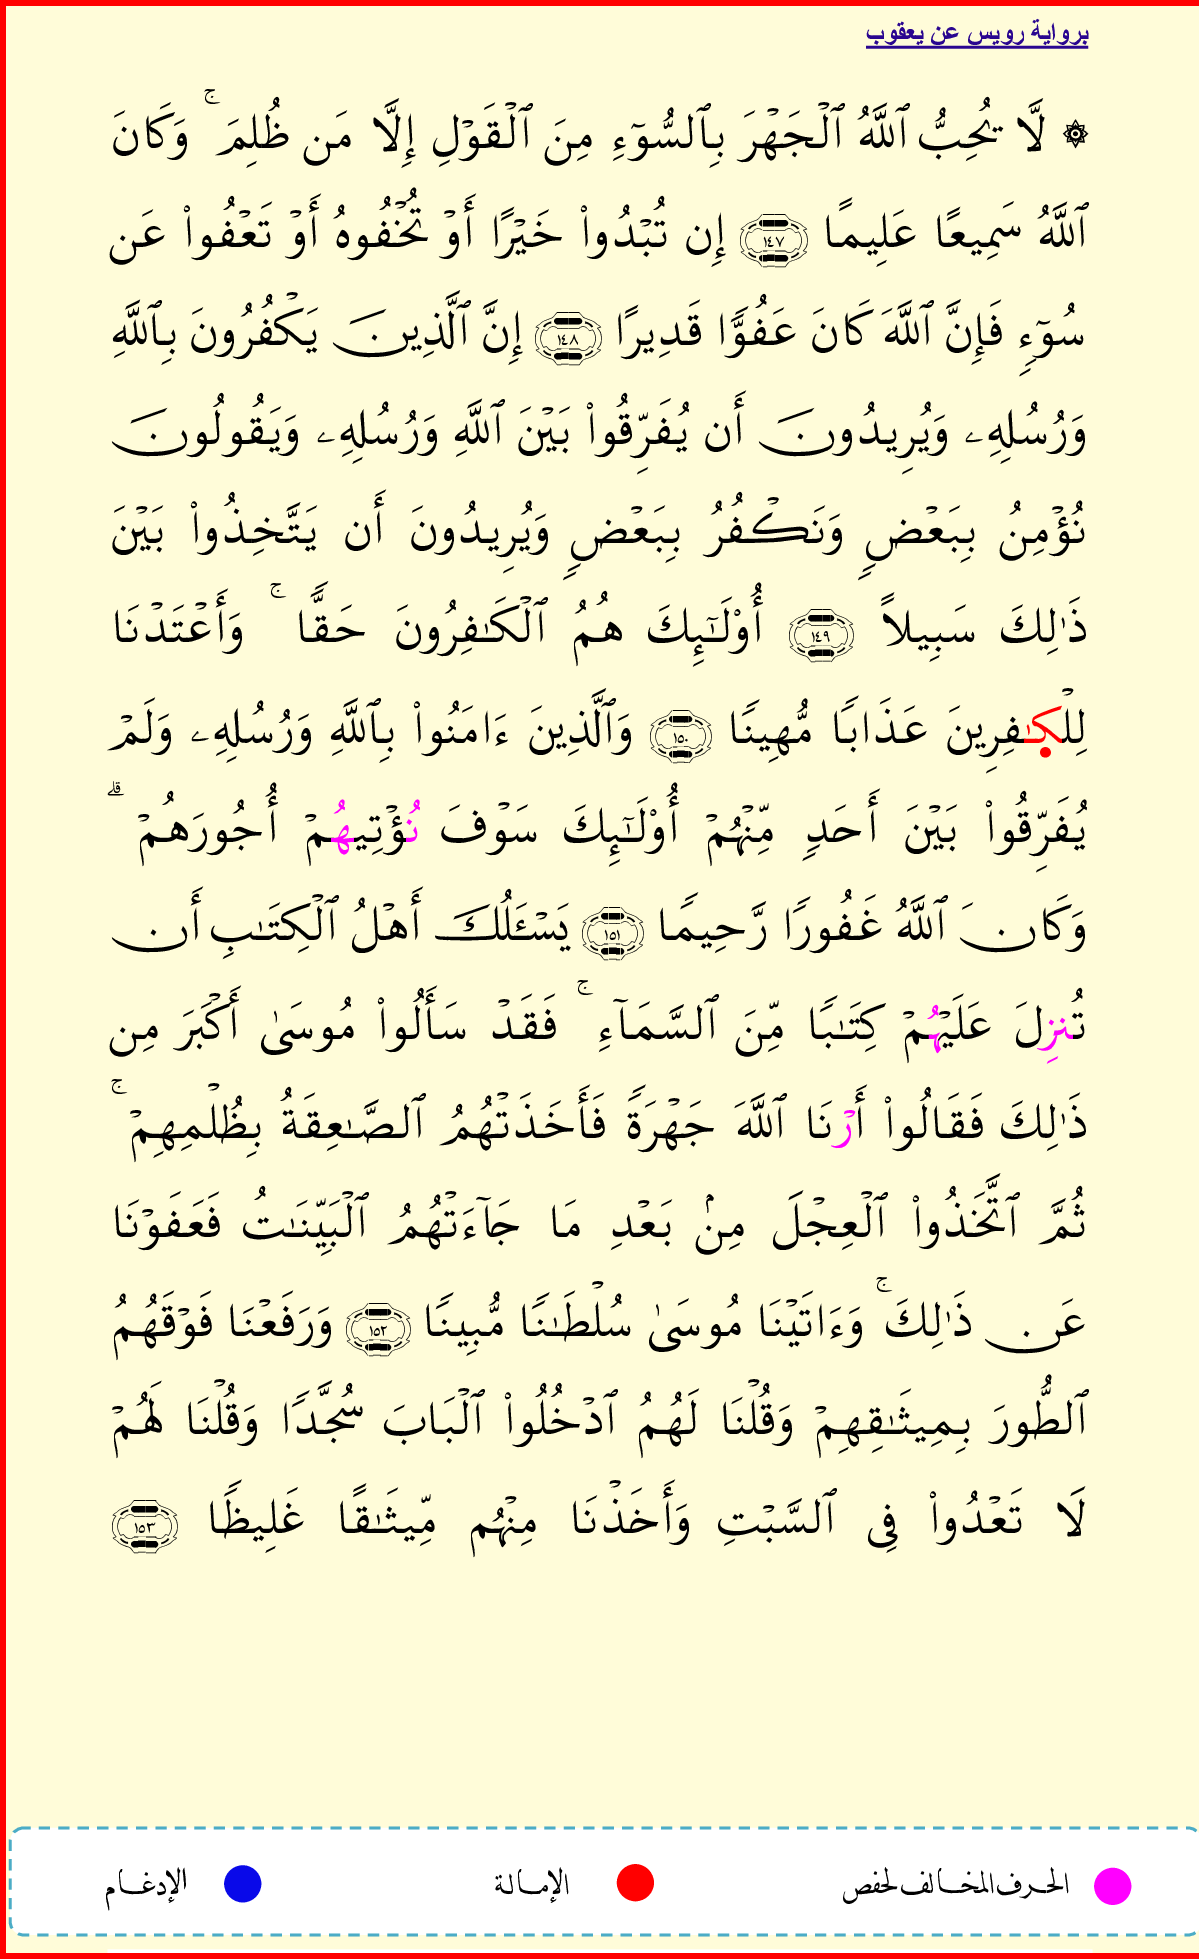 برواية رويس عن يعقوب
۞ لَّا يُحِبُّ ٱللَّهُ ٱلْجَهْرَ بِٱلسُّوٓءِ مِنَ ٱلْقَوْلِ إِلَّا مَن ظُلِمَ ۚ وَكَانَ
ٱللَّهُ سَمِيعًا عَلِيمًا ١٤٧ إِن تُبْدُوا۟ خَيْرًا أَوْ تُخْفُوهُ أَوْ تَعْفُوا۟ عَن
سُوٓءٍ فَإِنَّ ٱللَّهَ كَانَ عَفُوًّا قَدِيرًا ١٤٨ إِنَّ ٱلَّذِينَ يَكْفُرُونَ بِٱللَّهِ
وَرُسُلِهِۦ وَيُرِيدُونَ أَن يُفَرِّقُوا۟ بَيْنَ ٱللَّهِ وَرُسُلِهِۦ وَيَقُولُونَ
نُؤْمِنُ بِبَعْضٍ وَنَكْفُرُ بِبَعْضٍ وَيُرِيدُونَ أَن يَتَّخِذُوا۟ بَيْنَ
ذَٰلِكَ سَبِيلاً ١٤٩ أُو۟لَـٰٓئِكَ هُمُ ٱلْكَـٰفِرُونَ حَقًّا ۚ وَأَعْتَدْنَا
لِلْكَـٰفِرِينَ عَذَابًا مُّهِينًا ١٥٠ وَٱلَّذِينَ ءَامَنُوا۟ بِٱللَّهِ وَرُسُلِهِۦ وَلَمْ
يُفَرِّقُوا۟ بَيْنَ أَحَدٍ مِّنْهُمْ أُو۟لَـٰٓئِكَ سَوْفَ نُؤْتِيهُمْ أُجُورَهُمْ ۗ
وَكَانَ ٱللَّهُ غَفُورًا رَّحِيمًا ١٥١ يَسْـَٔلُكَ أَهْلُ ٱلْكِتَـٰبِ أَن
تُنزِلَ عَلَيْهُمْ كِتَـٰبًا مِّنَ ٱلسَّمَآءِ ۚ فَقَدْ سَأَلُوا۟ مُوسَىٰ أَكْبَرَ مِن
ذَٰلِكَ فَقَالُوا۟ أَرْنَا ٱللَّهَ جَهْرَةً فَأَخَذَتْهُمُ ٱلصَّـٰعِقَةُ بِظُلْمِهِمْ ۚ
ثُمَّ ٱتَّخَذُوا۟ ٱلْعِجْلَ مِنۢ بَعْدِ مَا جَآءَتْهُمُ ٱلْبَيِّنَـٰتُ فَعَفَوْنَا
عَن ذَٰلِكَ ۚ وَءَاتَيْنَا مُوسَىٰ سُلْطَـٰنًا مُّبِينًا ١٥٢ وَرَفَعْنَا فَوْقَهُمُ
ٱلطُّورَ بِمِيثَـٰقِهِمْ وَقُلْنَا لَهُمُ ٱدْخُلُوا۟ ٱلْبَابَ سُجَّدًا وَقُلْنَا لَهُمْ
لَا تَعْدُوا۟ فِى ٱلسَّبْتِ وَأَخَذْنَا مِنْهُم مِّيثَـٰقًا غَلِيظًا ١٥٣
الحرف المخالف لحفص الإمالة الإدغام